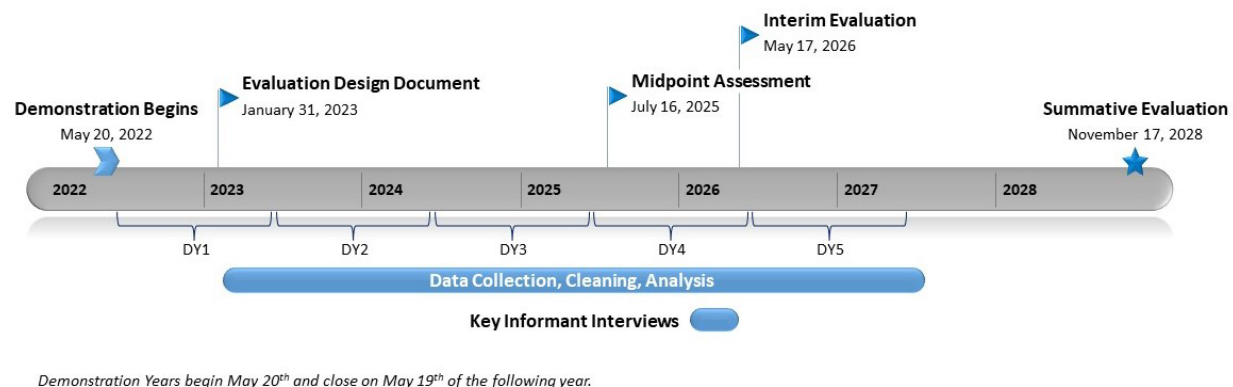 Interim Evaluation
May 17, 2026
Evaluation Design Document
January 31, 2023
Midpoint Assessment
July 16, 2025
Demonstration Begins
May 20, 2022
Summative Evaluation
November 17, 2028
2022 2023 2024 2025 2026 2027 2028
DY1 DY2 DY3 DY4 DY5
Data Collection, Cleaning, Analysis
Key Informant Interviews
Demonstration Years begin May 20th and close on May 19th of the following year.